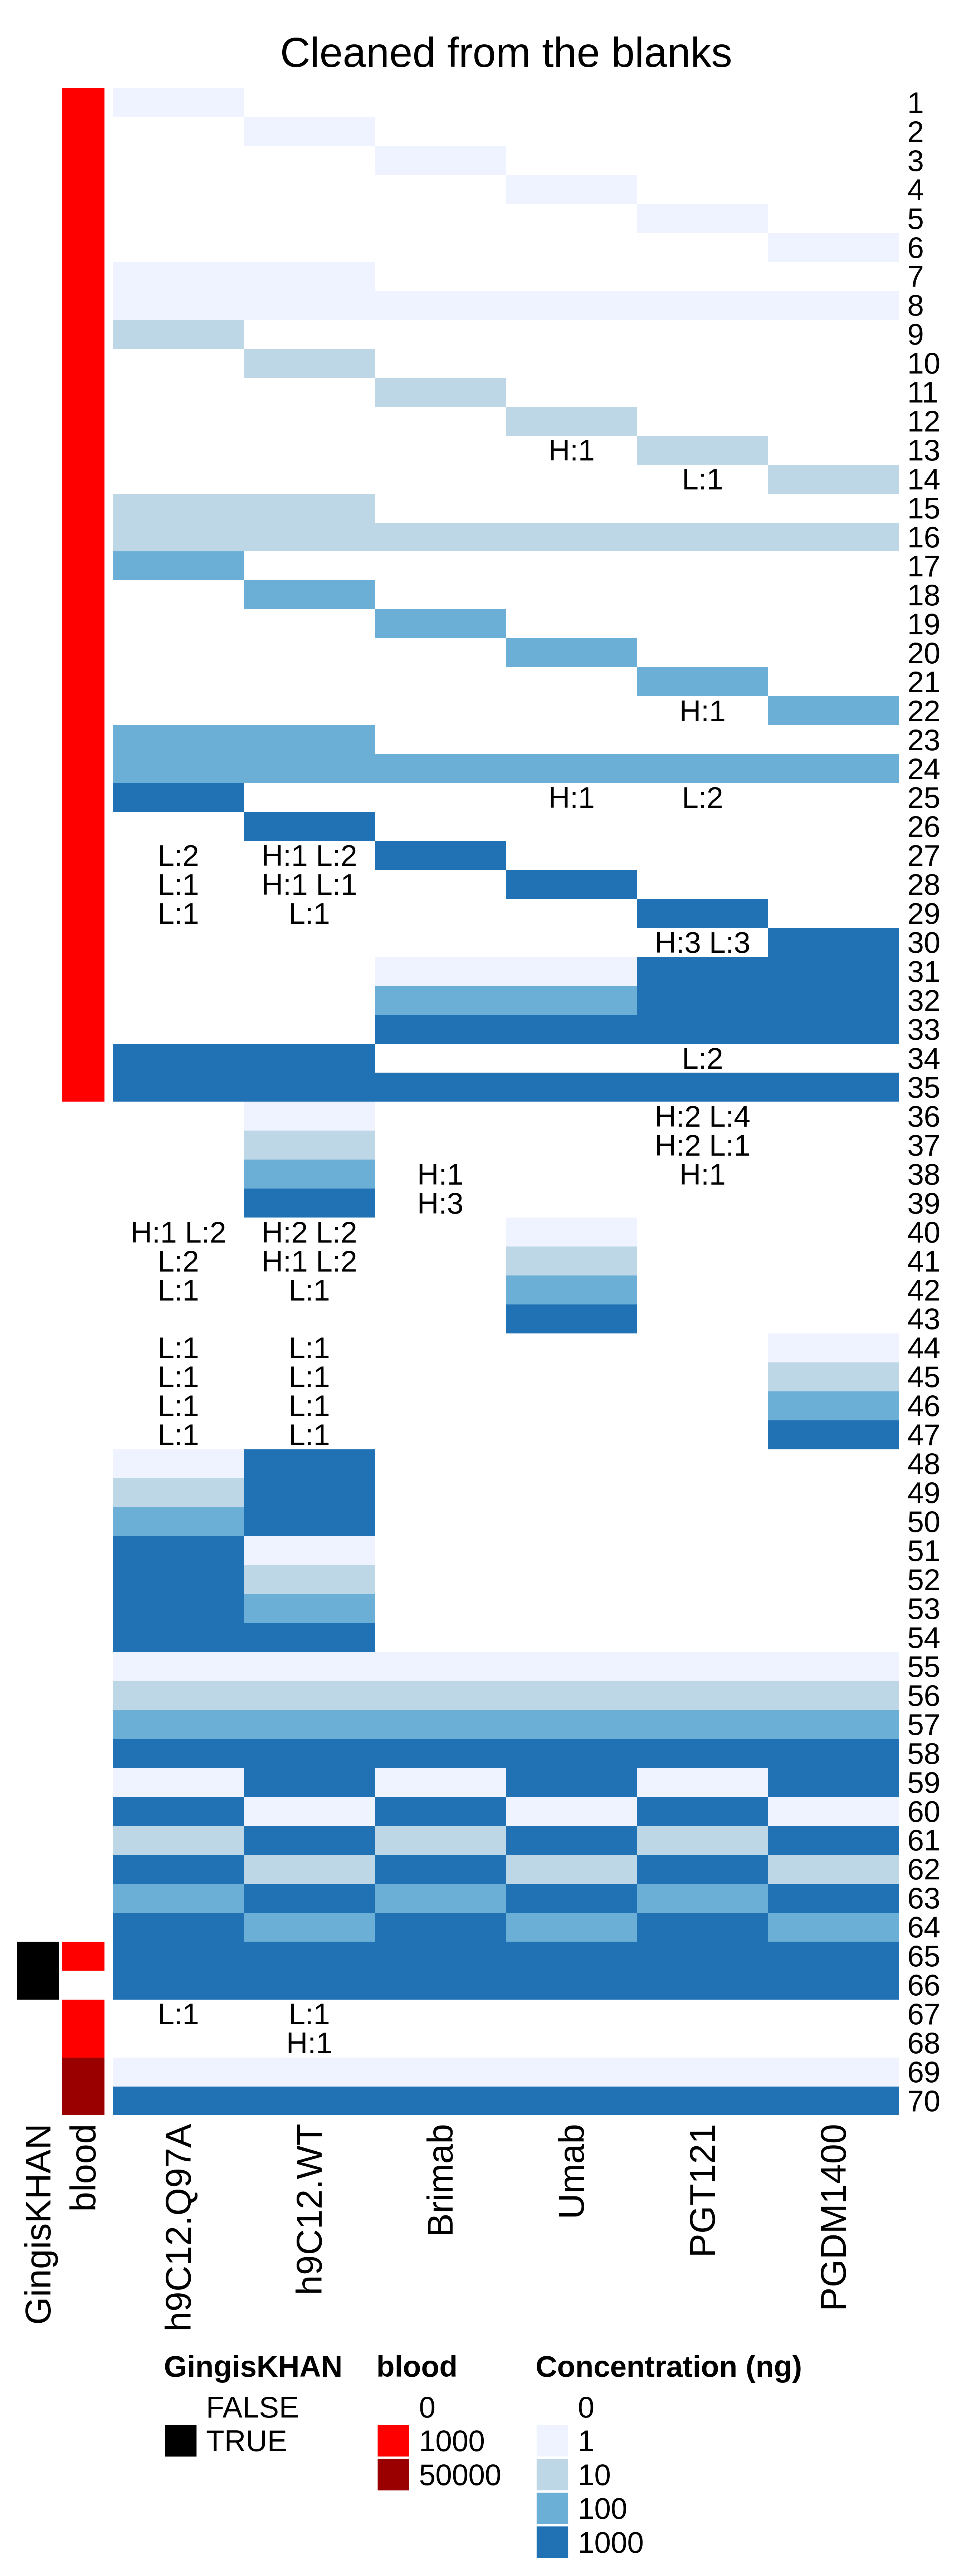 Cleaned from the blanks
1
2
3
4
5
6
7
8
9
10
11
12
H:1 13
L:1 14
15
16
17
18
19
20
21
H:1 22
23
24
H:1 L:2 25
26
L:2 H:1 L:2 27
L:1 H:1 L:1 28
L:1 L:1 29
H:3 L:3 30
31
32
33
L:2 34
35
H:2 L:4 36
H:2 L:1 37
H:1 H:1 38
H:3 39
H:1 L:2 H:2 L:2 40
L:2 H:1 L:2 41
L:1 L:1 42
43
L:1 L:1 44
L:1 L:1 45
L:1 L:1 46
L:1 L:1 47
48
49
50
51
52
53
54
55
56
57
58
59
60
61
62
63
64
65
66
L:1 L:1 67
H:1 68
69
70
GingisKHAN
blood
h9C12.Q97A
h9C12.WT
Brimab
Umab
PGT121
PGDM1400
GingisKHAN blood Concentration (ng)
FALSE 0 0
TRUE 1000 1
50000 10
100
1000